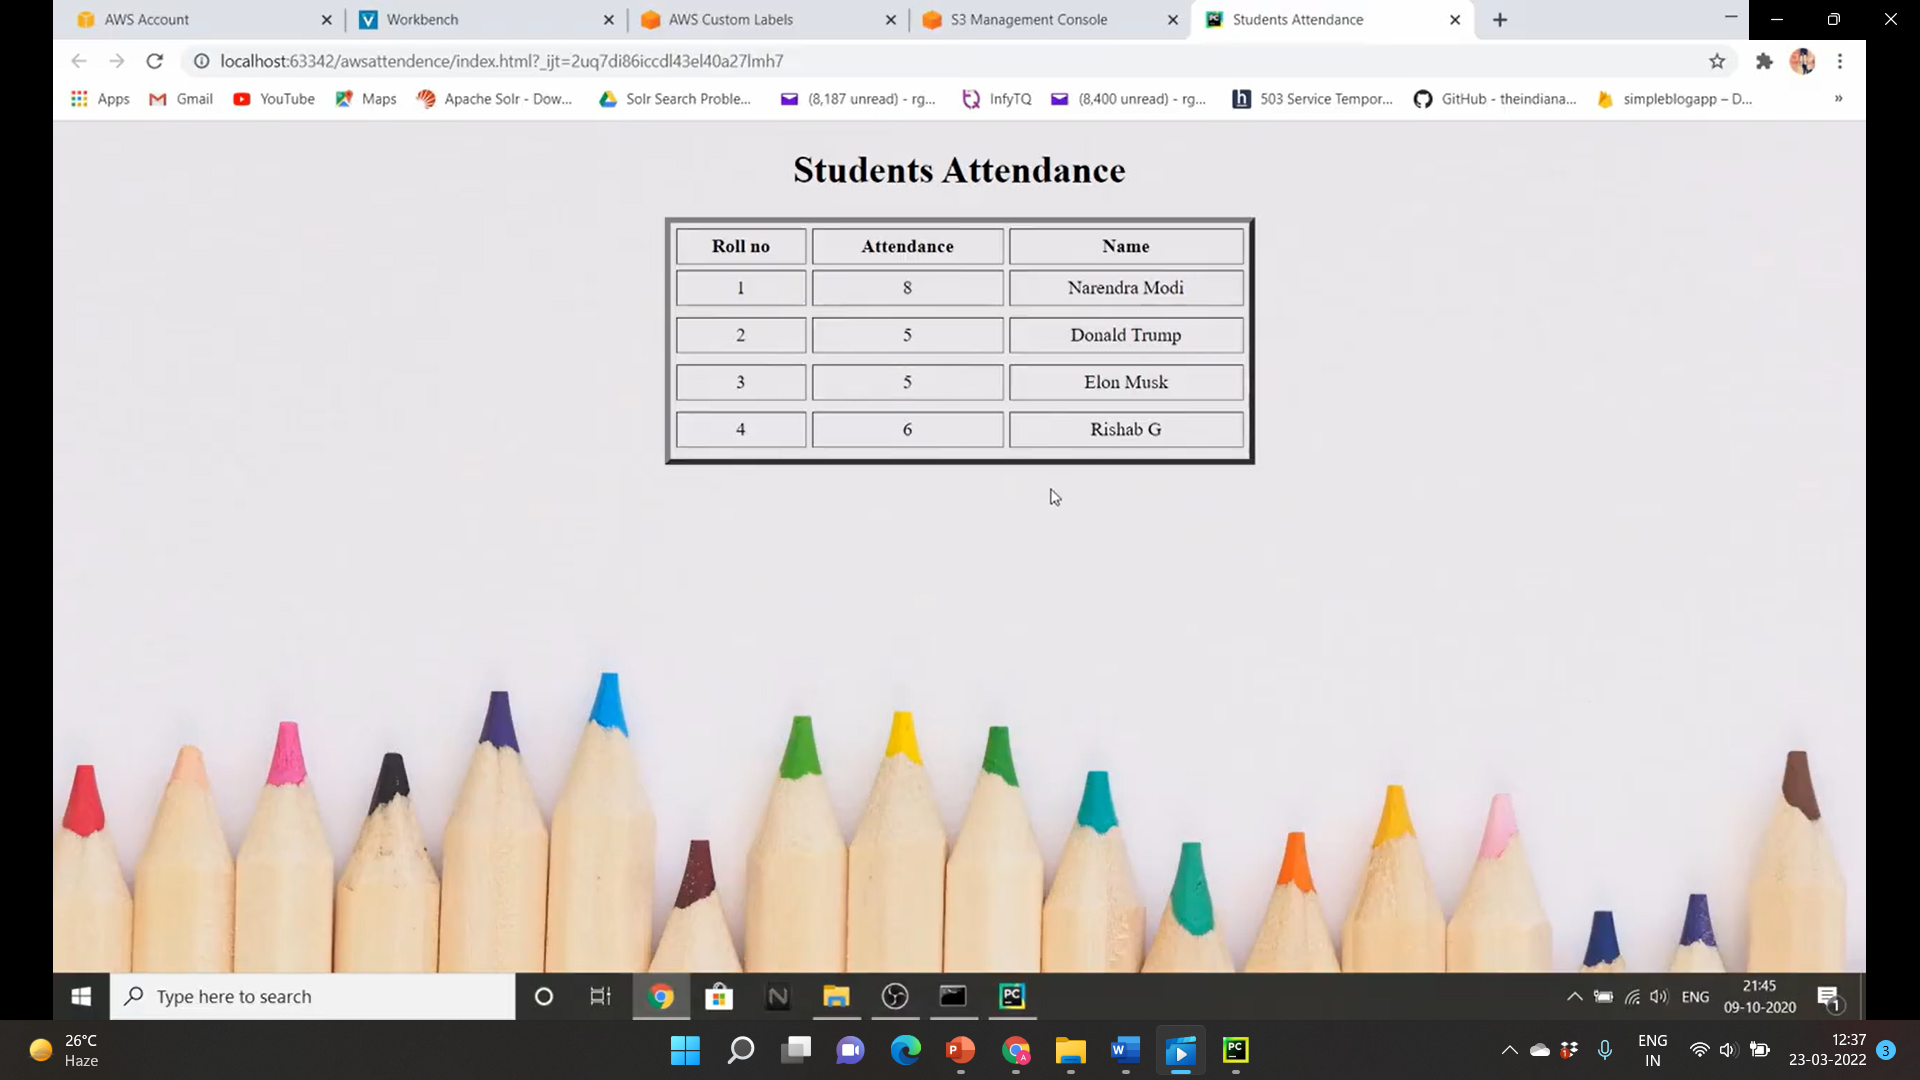 AWS Account
Workbench
AWS Custom Labels
S3 Management Console
Students Attendance
localhost:63342/awsattendence/index.html?_ijt=2uq7di86iccdl43el40a27lmh7
Apps Gmail YouTube Maps Apache Solr - Dow... Solr Search Proble... (8,187 unread) - rg... InfyTQ (8,400 unread) - rg... 503 Service Tempor... GitHub - theindiana... simpleblogapp – D... »
Students Attendance
Roll no Attendance Name
1 8 Narendra Modi
2 5 Donald Trump
3 5 Elon Musk
4 6 Rishab G
Type here to search
ENG
21:45
09-10-2020
1
26°C
Haze
ENG
IN
12:37
23-03-2022
3